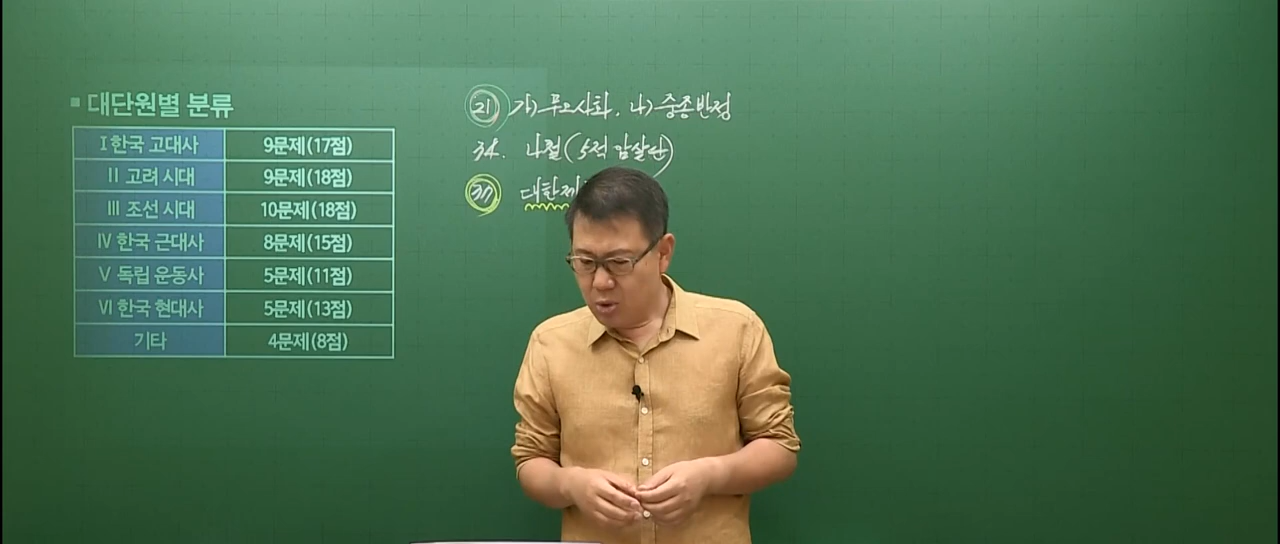 ▪ 대단원별 분류
I 한국 고대사 9문제(17점)
II 고려 시대 9문제(18점)
III 조선 시대 10문제(18점)
IV 한국 근대사 8문제(15점)
V 독립 운동사 5문제(11점)
VI 한국 현대사 5문제(13점)
기타 4문제(8점)
21 가) 무오사화, 나) 중종반정
34. 나철(5적 암살단)
37 대한제